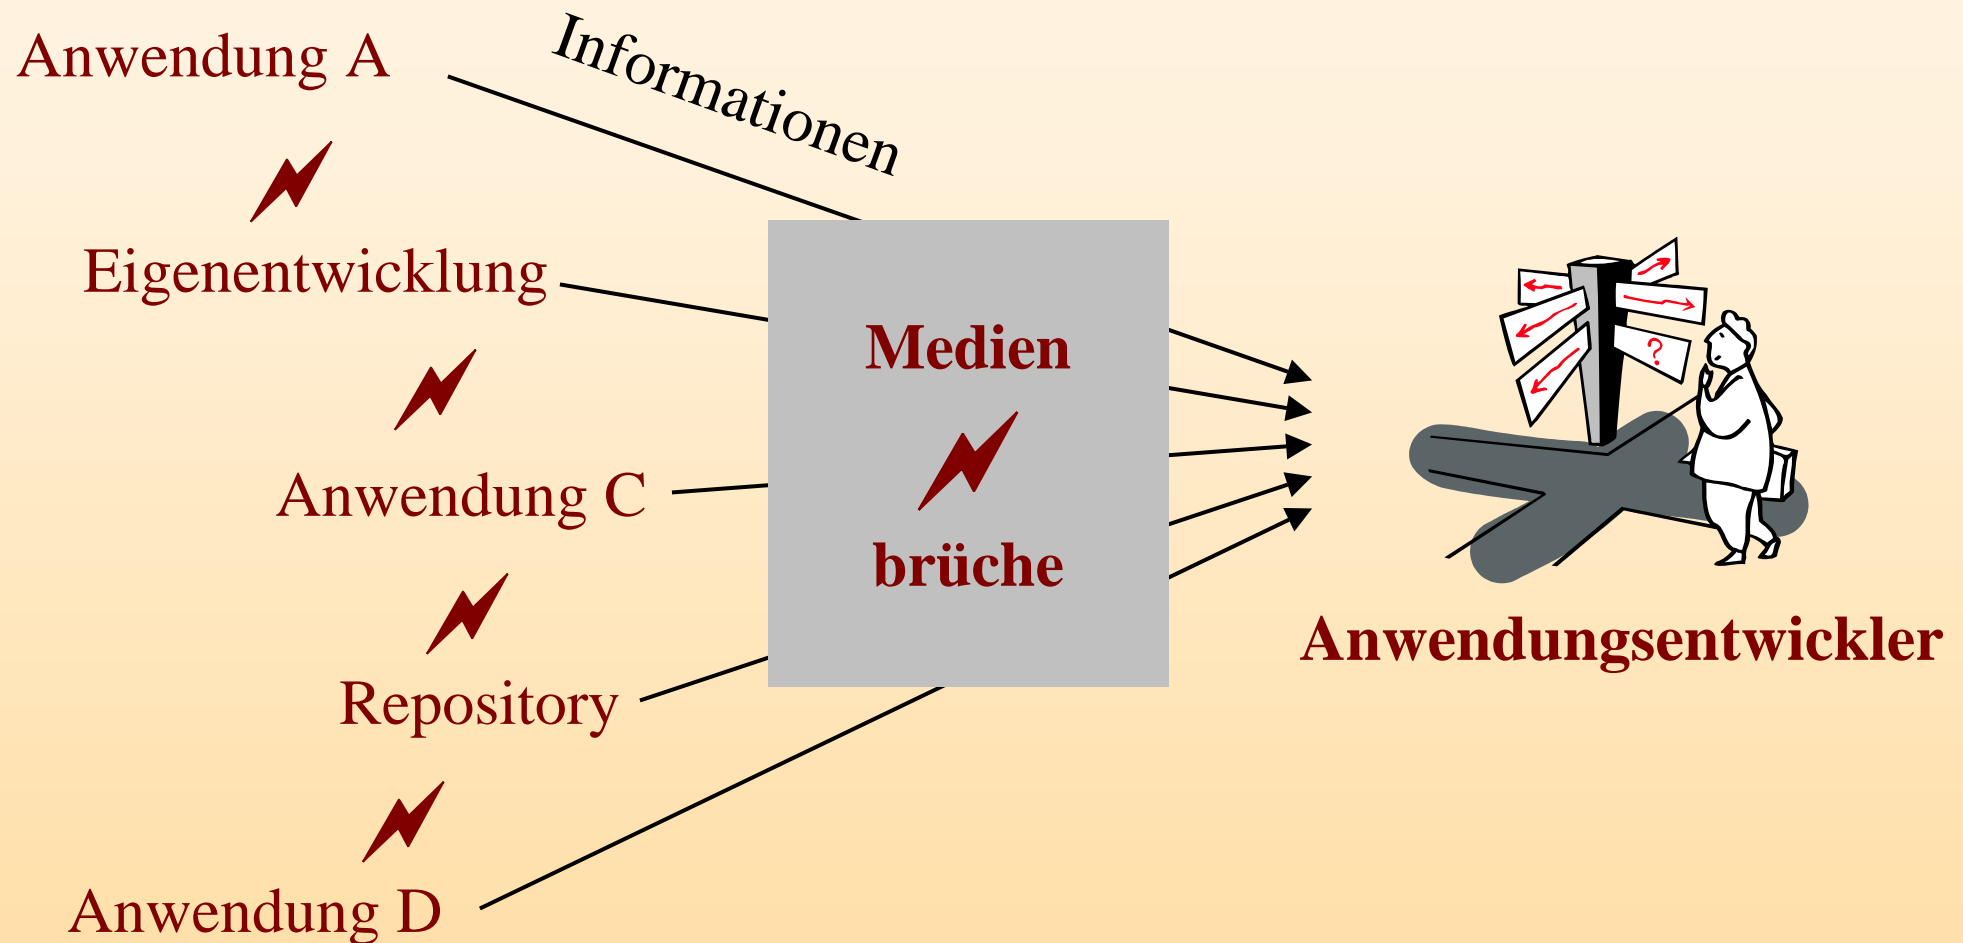 Anwendung A
Informationen
Eigenentwicklung
Medien
?
Anwendung C
brüche
Anwendungsentwickler
Repository
Anwendung D